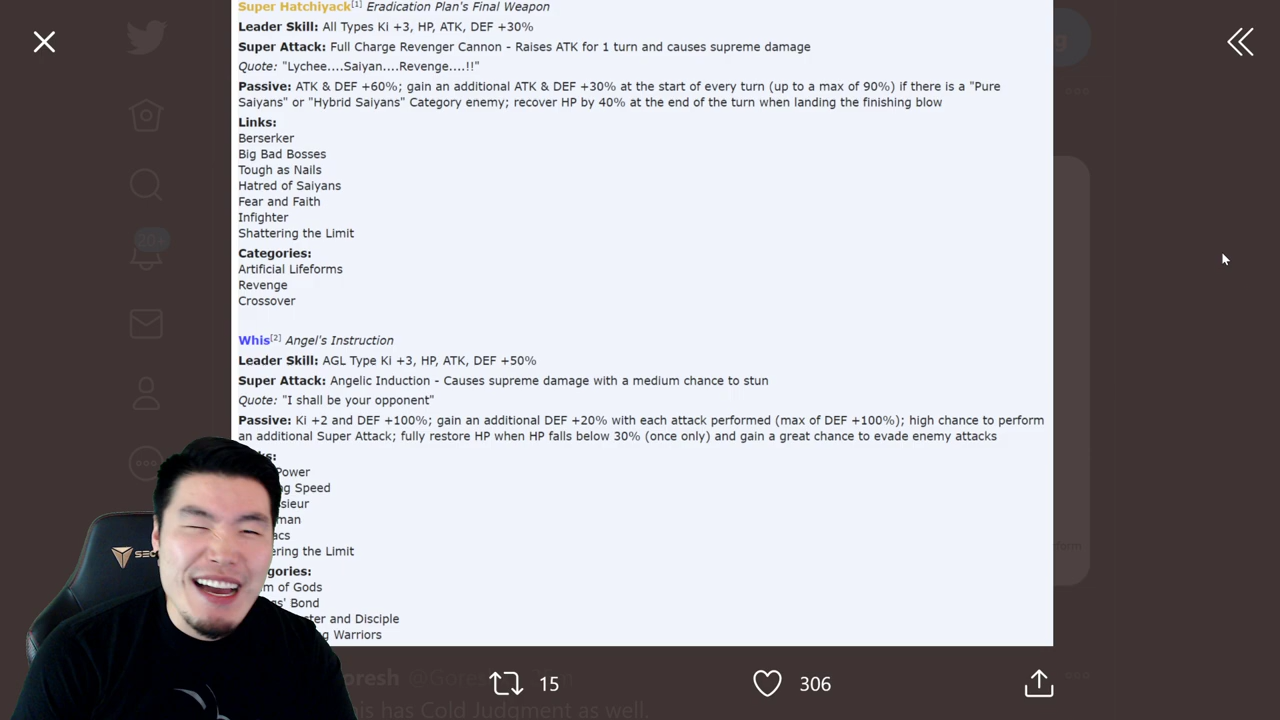 Super Hatchiyack[1] Eradication Plan's Final Weapon
Leader Skill: All Types Ki +3, HP, ATK, DEF +30%
Super Attack: Full Charge Revenger Cannon - Raises ATK for 1 turn and causes supreme damage
Quote: "Lychee....Saiyan....Revenge....!!"
Passive: ATK & DEF +60%; gain an additional ATK & DEF +30% at the start of every turn (up to a max of 90%) if there is a "Pure
Saiyans" or "Hybrid Saiyans" Category enemy; recover HP by 40% at the end of the turn when landing the finishing blow
Links:
Berserker
Big Bad Bosses
Tough as Nails
Hatred of Saiyans
Fear and Faith
Infighter
Shattering the Limit
Categories:
Artificial Lifeforms
Revenge
Crossover
Whis[2] Angel's Instruction
Leader Skill: AGL Type Ki +3, HP, ATK, DEF +50%
Super Attack: Angelic Induction - Causes supreme damage with a medium chance to stun
Quote: "I shall be your opponent"
Passive: Ki +2 and DEF +100%; gain an additional DEF +20% with each attack performed (max of DEF +100%); high chance to perform
an additional Super Attack; fully restore HP when HP falls below 30% (once only) and gain a great chance to evade enemy attacks
Power
Speed
the Limit
of Gods
Bond
and Disciple
Warriors
20+
15
306
has Cold Judgment as well.